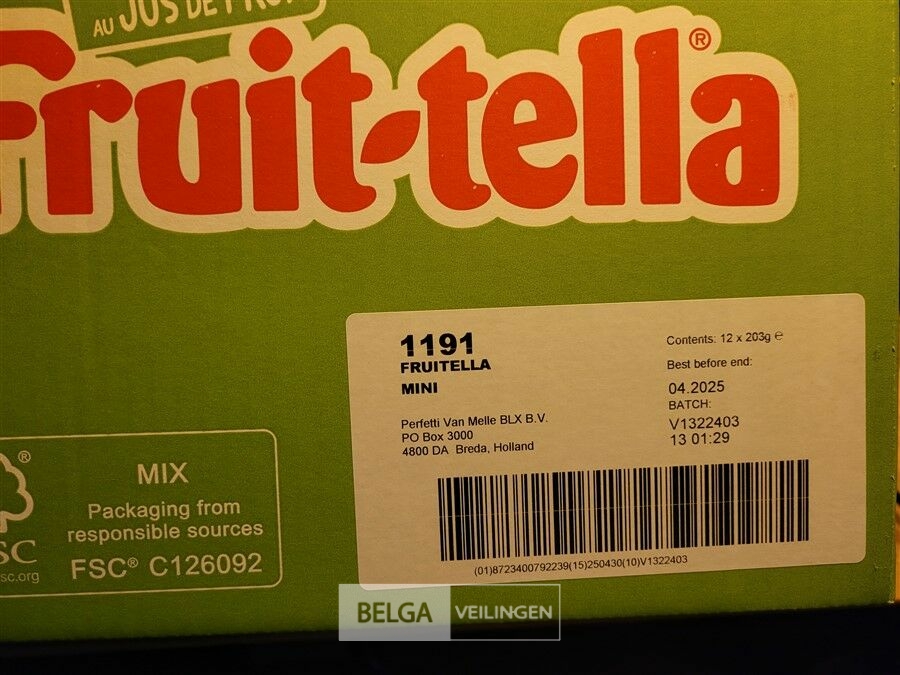 AU JUS DE FRUI
Fruit-tella®
1191
FRUITELLA
MINI
Contents: 12 x 203g ℮
Best before end:
04.2025
BATCH:
V1322403
13 01:29
Perfetti Van Melle BLX B.V.
PO Box 3000
4800 DA Breda, Holland
(01)8723400792239(15)250430(10)V1322403
®
MIX
Packaging from
responsible sources
FSC® C126092
SC
sc.org
BELGA VEILINGEN